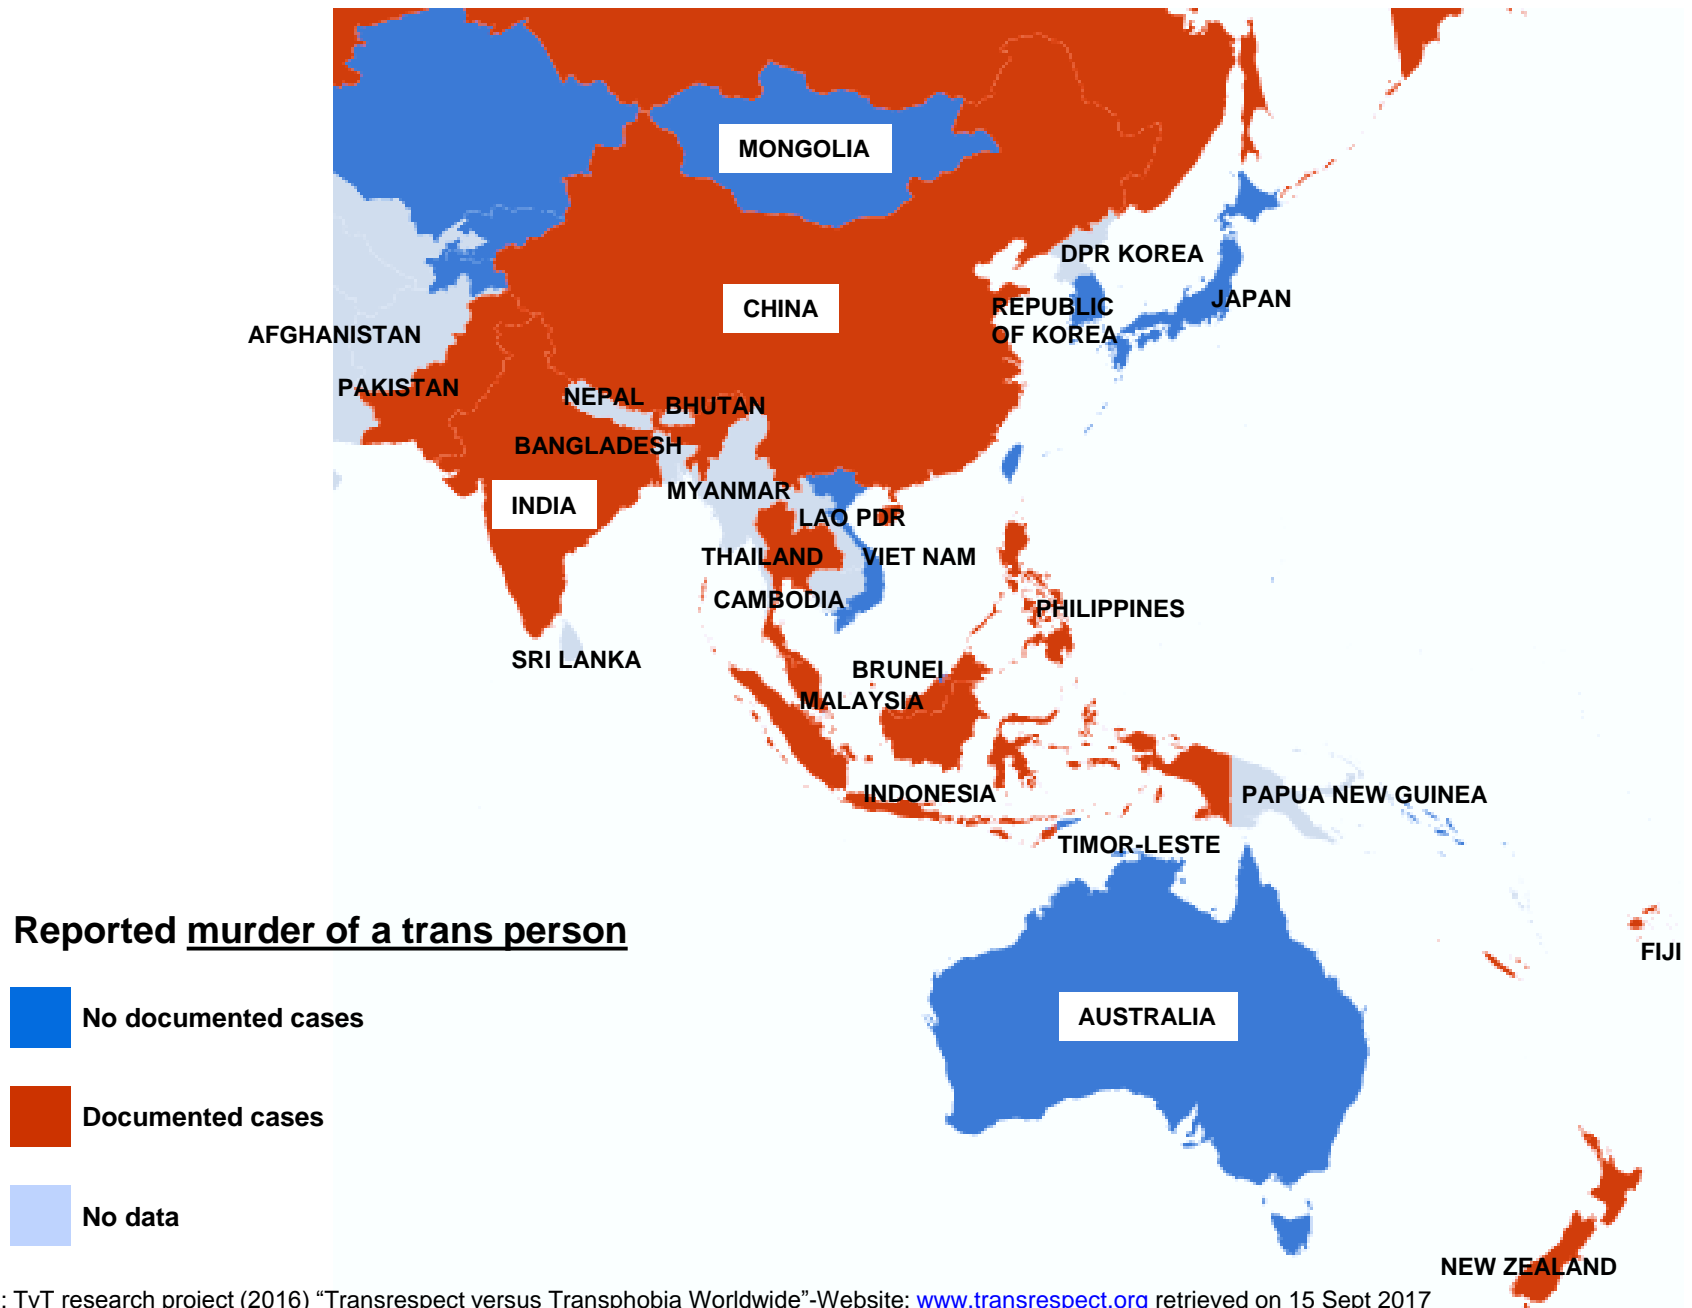 MONGOLIA
DPR KOREA
CHINA
REPUBLIC
OF KOREA
JAPAN
AFGHANISTAN
PAKISTAN
NEPAL
BHUTAN
BANGLADESH
INDIA
MYANMAR
LAO PDR
THAILAND
VIET NAM
CAMBODIA
PHILIPPINES
SRI LANKA
BRUNEI
MALAYSIA
INDONESIA
PAPUA NEW GUINEA
TIMOR-LESTE
Reported murder of a trans person
FIJI
No documented cases
AUSTRALIA
Documented cases
No data
NEW ZEALAND
: TvT research project (2016) “Transrespect versus Transphobia Worldwide”-Website: www.transrespect.org retrieved on 15 Sept 2017